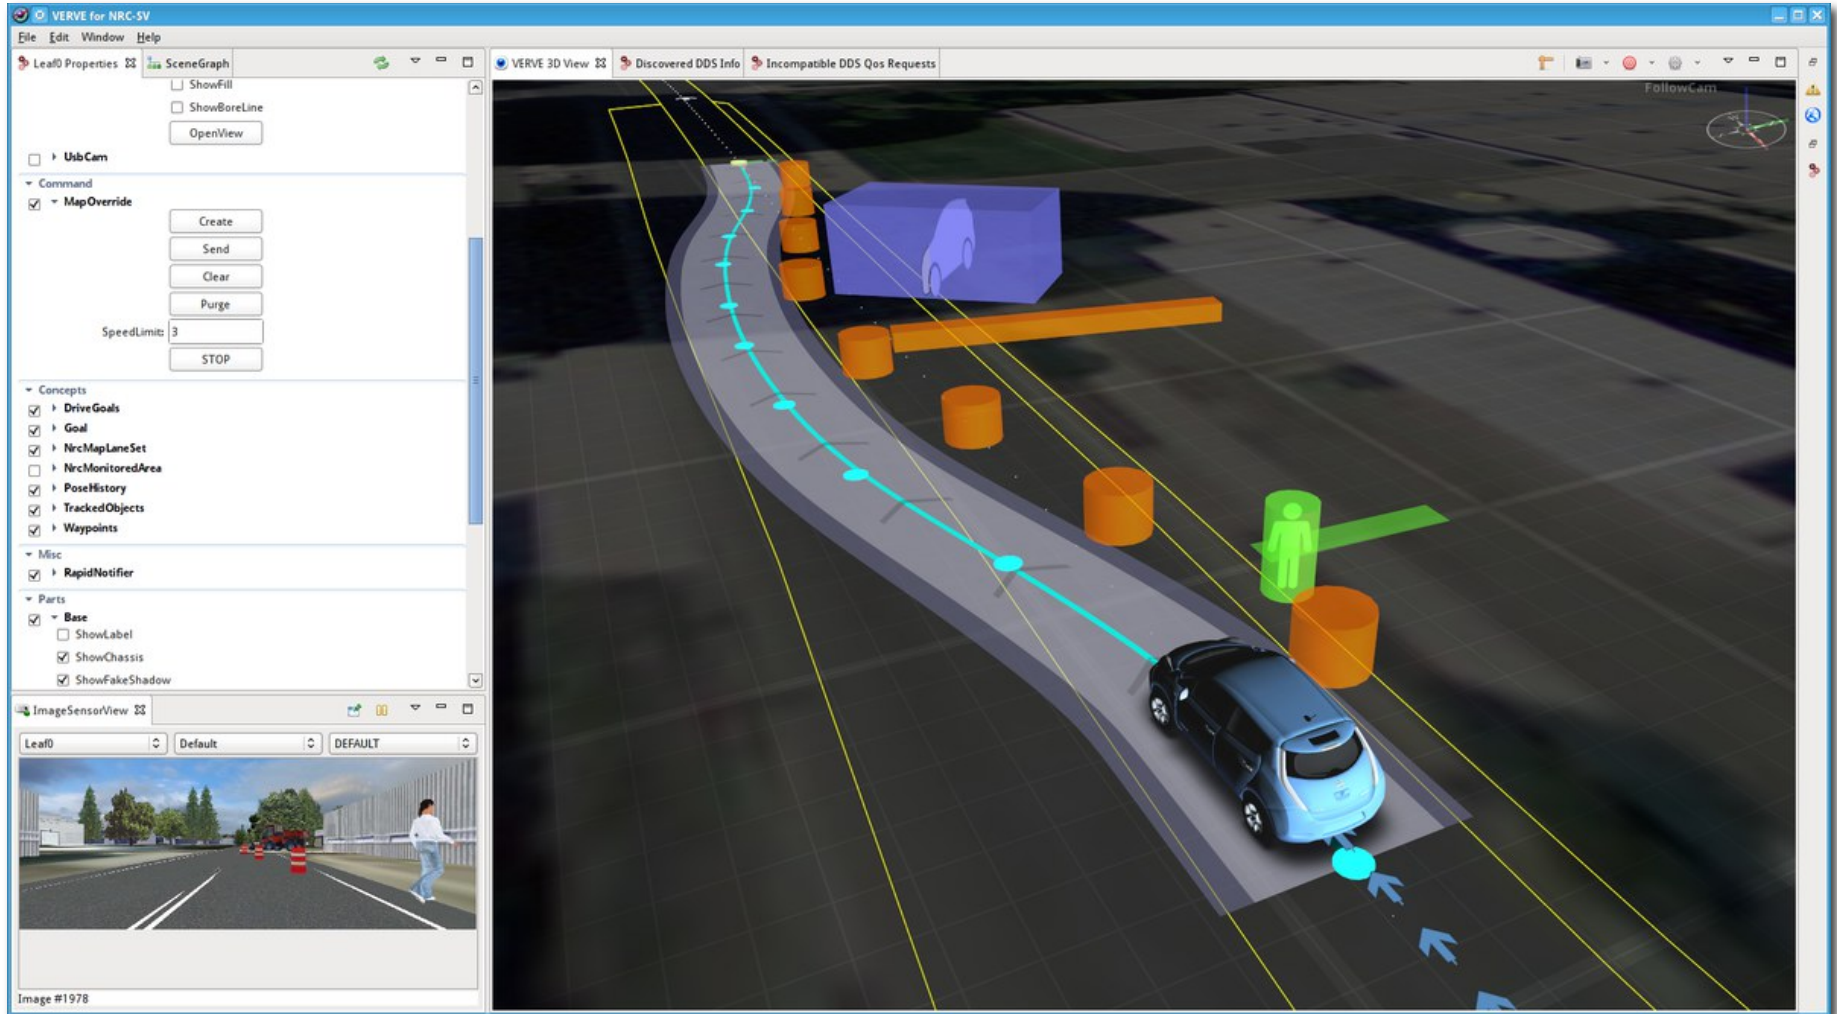 VERVE for NRC-SV
File Edit Window Help
Leaf0 Properties
SceneGraph
ShowFill
ShowBoreLine
OpenView
UsbCam
Command
MapOverride
Create
Send
Clear
Purge
SpeedLimit: 3
STOP
Concepts
DriveGoals
Goal
NrcMapLaneSet
NrcMonitoredArea
PoseHistory
TrackedObjects
Waypoints
Misc
RapidNotifier
Parts
Base
ShowLabel
ShowChassis
ShowFakeShadow
ImageSensorView
Leaf0 Default DEFAULT
Image #1978
VERVE 3D View Discovered DDS Info Incompatible DDS Qos Requests
FollowCam